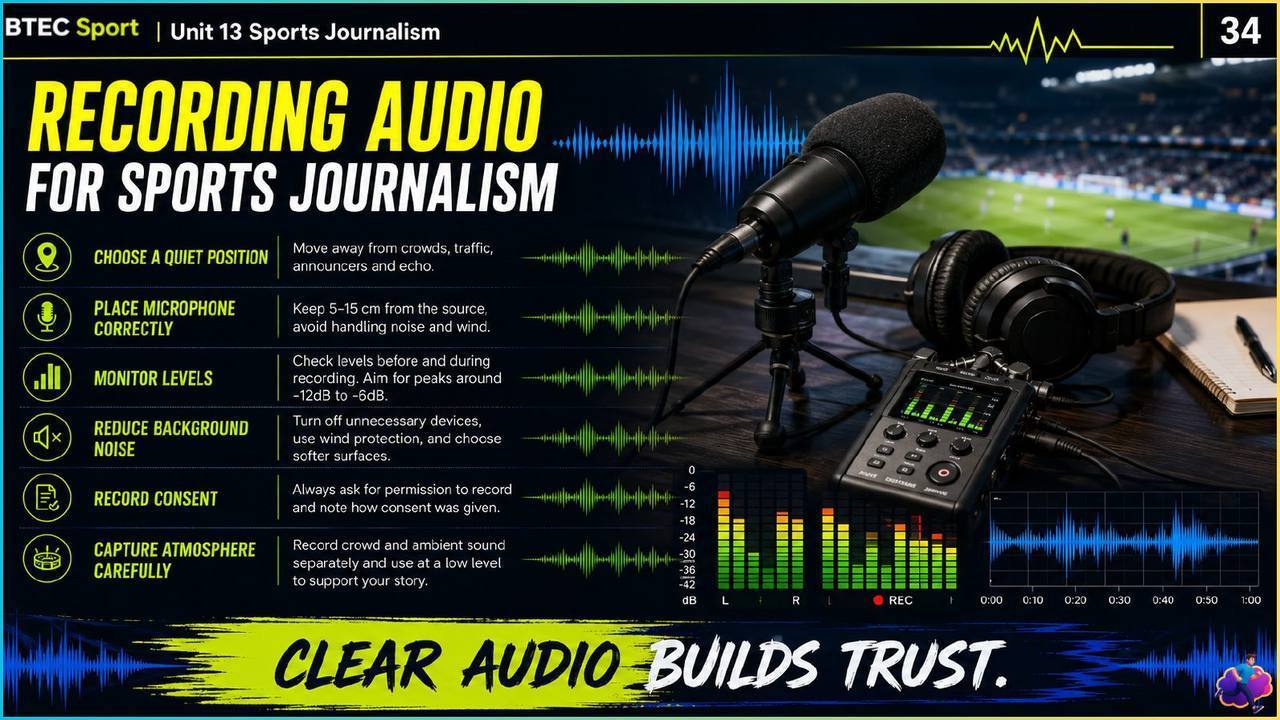 BTEC Sport | Unit 13 Sports Journalism
34
RECORDING AUDIO
FOR SPORTS JOURNALISM
CHOOSE A QUIET POSITION
Move away from crowds, traffic,
announcers and echo.
PLACE MICROPHONE
CORRECTLY
Keep 5–15 cm from the source,
avoid handling noise and wind.
MONITOR LEVELS
Check levels before and during
recording. Aim for peaks around
-12dB to -6dB.
REDUCE BACKGROUND
NOISE
Turn off unnecessary devices,
use wind protection, and choose
softer surfaces.
RECORD CONSENT
Always ask for permission to record
and note how consent was given.
CAPTURE ATMOSPHERE
CAREFULLY
Record crowd and ambient sound
separately and use at a low level
to support your story.
0
-6
-12
-18
-24
-30
-36
-42
dB L R REC
0:00 0:10 0:20 0:30 0:40 0:50 1:00
CLEAR AUDIO BUILDS TRUST.